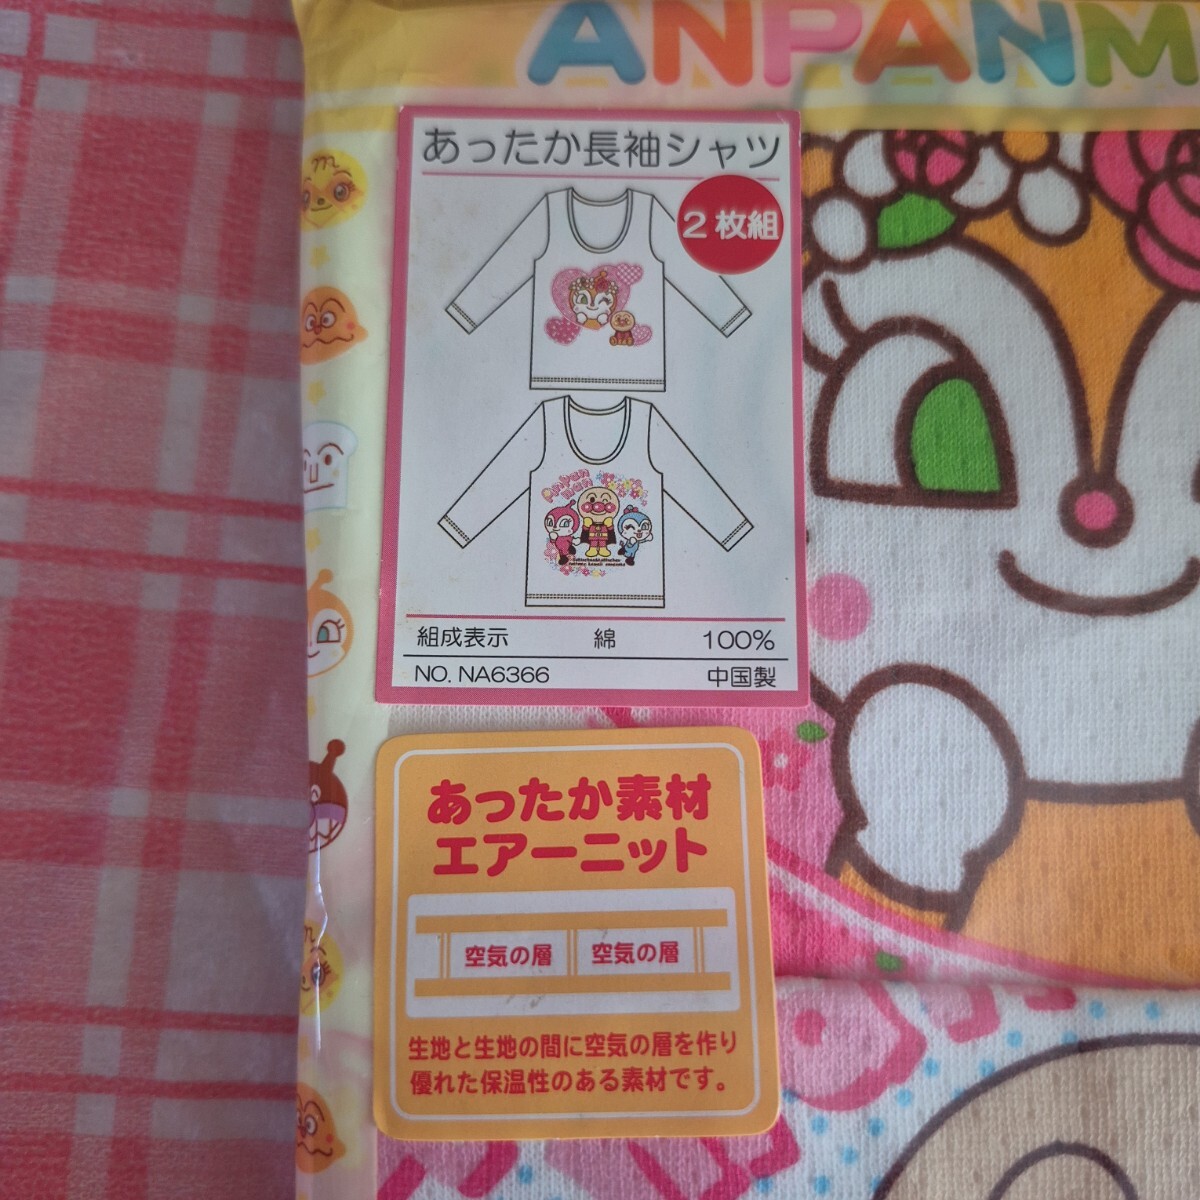 ANPANM
あったか長袖シャツ
2枚組
組成表示 綿 100%
NO. NA6366 中国製
あったか素材
エアーニット
空気の層 空気の層
生地と生地の間に空気の層を作り
優れた保温性のある素材です。